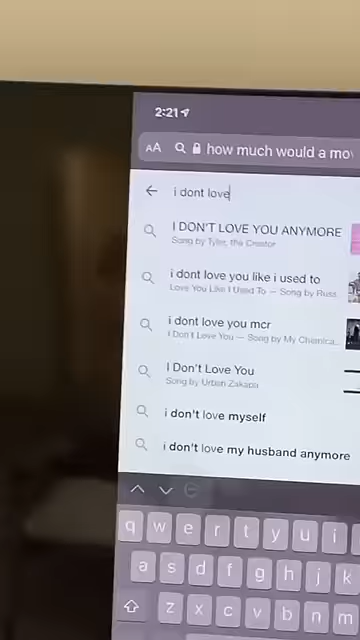 2:21
AA how much would a mo
i dont love
I DON'T LOVE YOU ANYMORE
Song by Tyler, the Creator
i dont love you like i used to
Love You Like I Used To — Song by Russ
i dont love you mcr
I Don't Love You — Song by My Chemica...
I Don't Love You
Song by Urban Zakapa
i don't love myself
i don't love my husband anymore
q w e r t y u i
a s d f g h j k
z x c v b n m